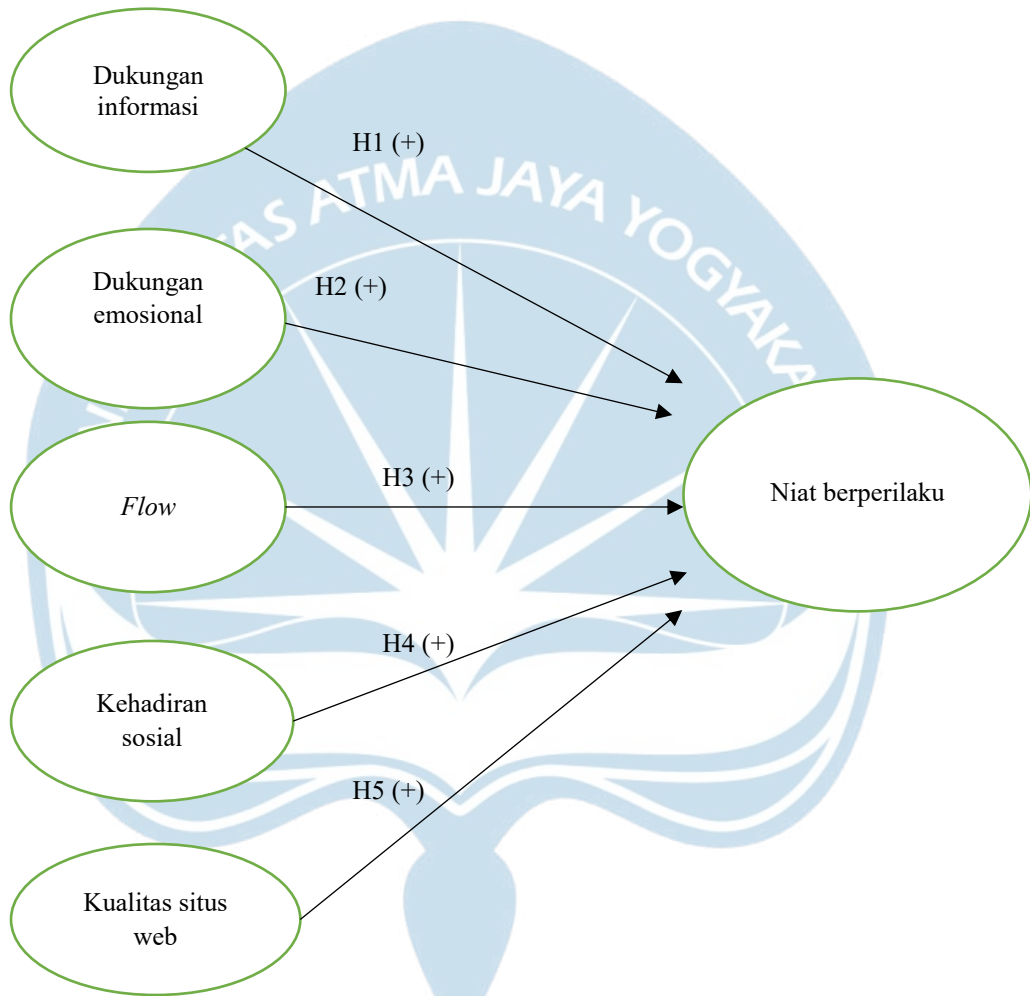 Dukungan
informasi
H1 (+)
TAS ATMA JAYA YOGYAKA
Dukungan
emosional
H2 (+)
Flow
H3 (+)
Niat berperilaku
Kehadiran
sosial
H4 (+)
Kualitas situs
web
H5 (+)